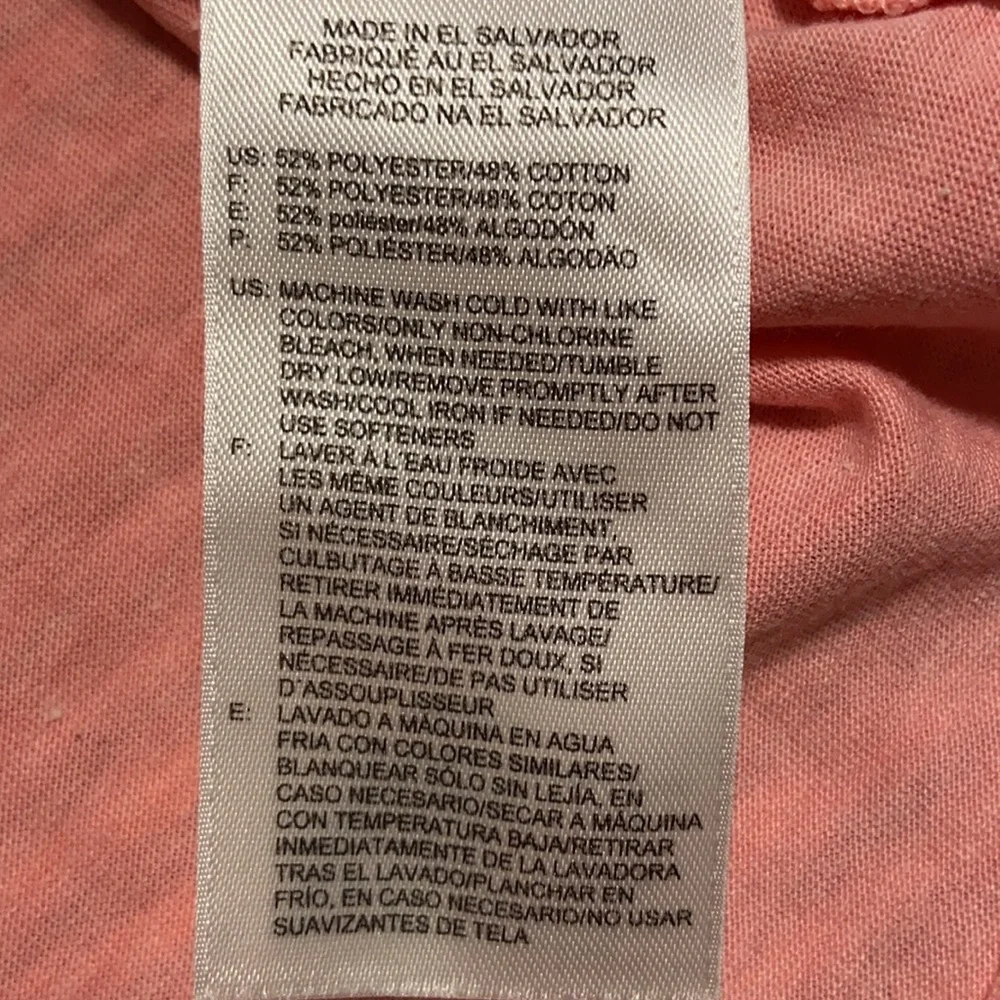 MADE IN EL SALVADOR
FABRIQUÉ AU EL SALVADOR
HECHO EN EL SALVADOR
FABRICADO NA EL SALVADOR
US: 52% POLYESTER/48% COTTON
F: 52% POLYESTER/48% COTON
E: 52% poliéster/48% ALGODÓN
P: 52% POLIÉSTER/48% ALGODÃO
US: MACHINE WASH COLD WITH LIKE
COLORS/ONLY NON-CHLORINE
BLEACH, WHEN NEEDED/TUMBLE
DRY LOW/REMOVE PROMPTLY AFTER
WASH/COOL IRON IF NEEDED/DO NOT
USE SOFTENERS
F: LAVER À L'EAU FROIDE AVEC
LES MÊME COULEURS/UTILISER
UN AGENT DE BLANCHIMENT,
SI NÉCESSAIRE/SÉCHAGE PAR
CULBUTAGE À BASSE TEMPÉRATURE/
RETIRER IMMÉDIATEMENT DE
LA MACHINE APRÈS LAVAGE/
REPASSAGE À FER DOUX, SI
NÉCESSAIRE/DE PAS UTILISER
D'ASSOUPLISSEUR
E: LAVADO A MÁQUINA EN AGUA
FRIA CON COLORES SIMILARES/
BLANQUEAR SÓLO SIN LEJÍA, EN
CASO NECESARIO/SECAR A MÁQUINA
CON TEMPERATURA BAJA/RETIRAR
INMEDIATAMENTE DE LA LAVADORA
TRAS EL LAVADO/PLANCHAR EN
FRÍO, EN CASO NECESARIO/NO USAR
SUAVIZANTES DE TELA